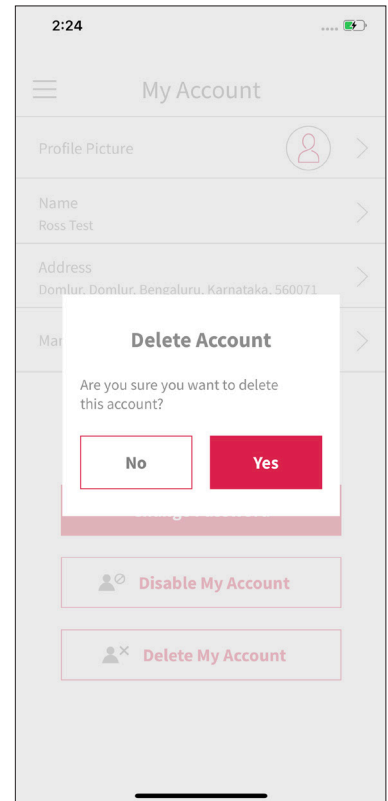 2:24
My Account
Profile Picture
Name
Ross Test
Address
Domlur, Domlur, Bengaluru, Karnataka, 560071
Delete Account
Are you sure you want to delete
this account?
No
Yes
Disable My Account
Delete My Account